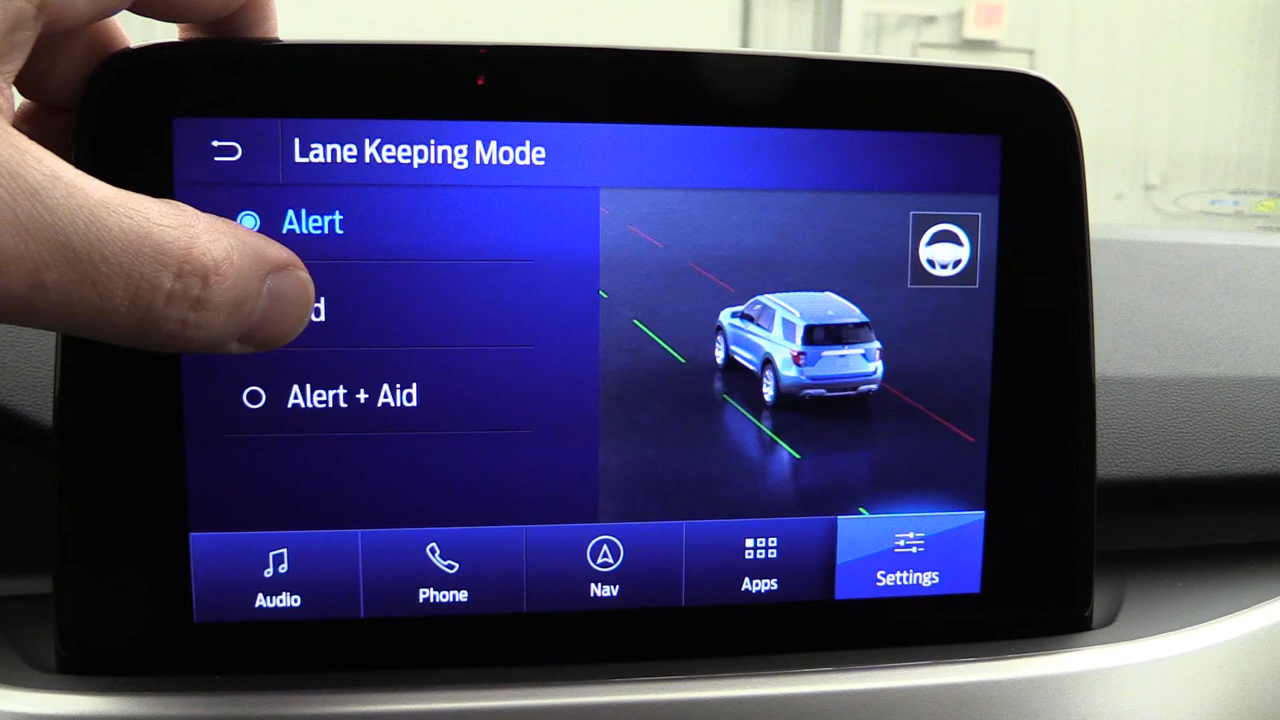 Lane Keeping Mode
Alert
d
Alert + Aid
Audio
Phone
Nav
Apps
Settings